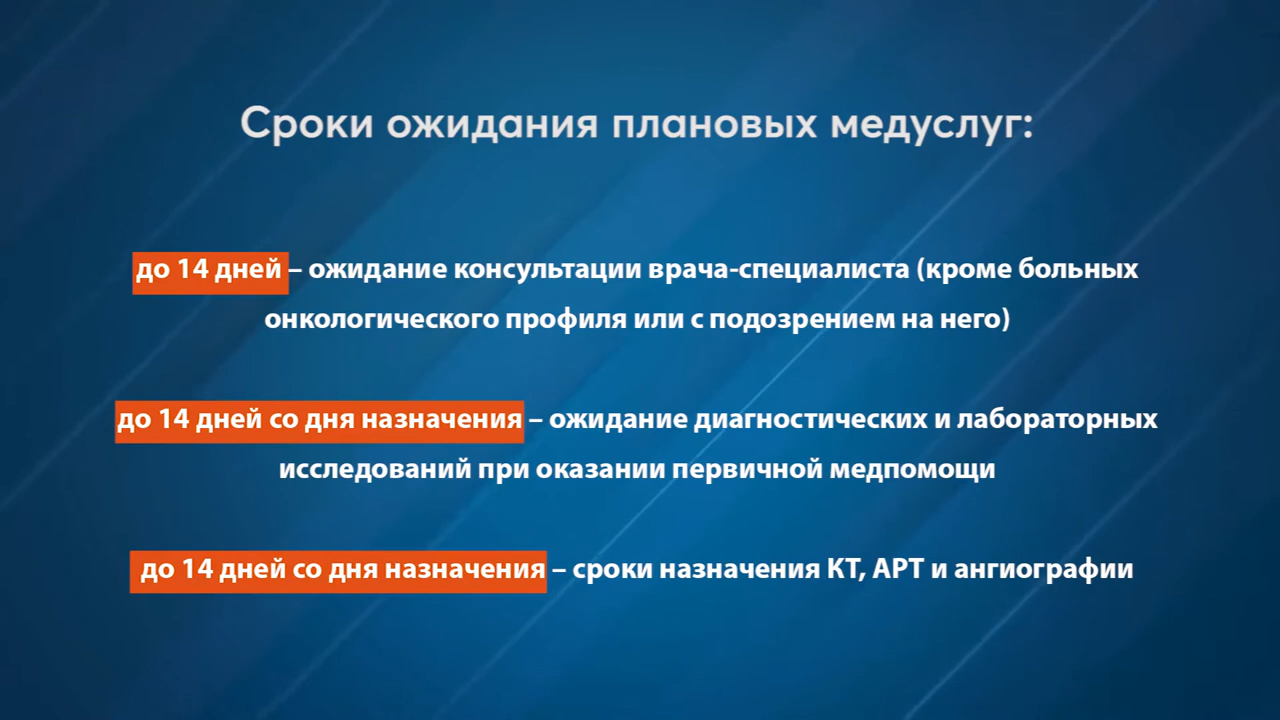 Сроки ожидания плановых медуслуг:
до 14 дней – ожидание консультации врача-специалиста (кроме больных
онкологического профиля или с подозрением на него)
до 14 дней со дня назначения – ожидание диагностических и лабораторных
исследований при оказании первичной медпомощи
до 14 дней со дня назначения – сроки назначения КТ, АРТ и ангиографии